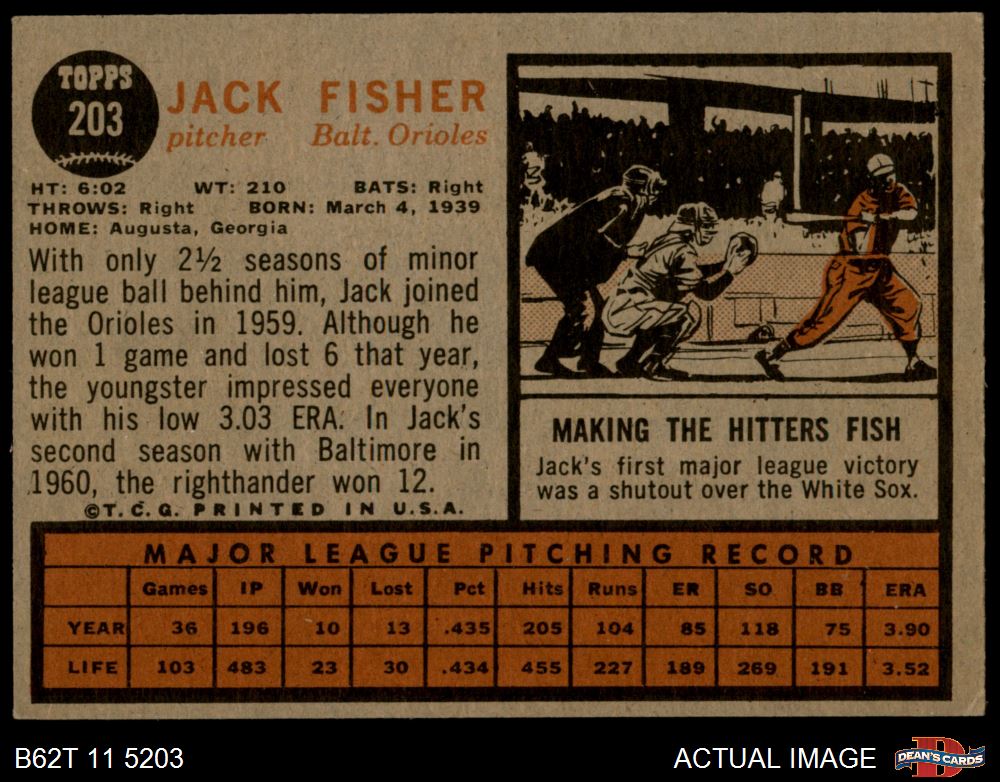 TOPPS
203
JACK FISHER
pitcher Balt. Orioles
HT: 6:02 WT: 210 BATS: Right
THROWS: Right BORN: March 4, 1939
HOME: Augusta, Georgia
With only 2½ seasons of minor
league ball behind him, Jack joined
the Orioles in 1959. Although he
won 1 game and lost 6 that year,
the youngster impressed everyone
with his low 3.03 ERA. In Jack's
second season with Baltimore in
1960, the righthander won 12.
©T.C.G. PRINTED IN U.S.A.
MAKING THE HITTERS FISH
Jack's first major league victory
was a shutout over the White Sox.
MAJOR LEAGUE PITCHING RECORD
Games IP Won Lost Pct Hits Runs ER SO BB ERA
YEAR 36 196 10 13 .435 205 104 85 118 75 3.90
LIFE 103 483 23 30 .434 455 227 189 269 191 3.52
B62T 11 5203
ACTUAL IMAGE
D
DEAN'S CARDS